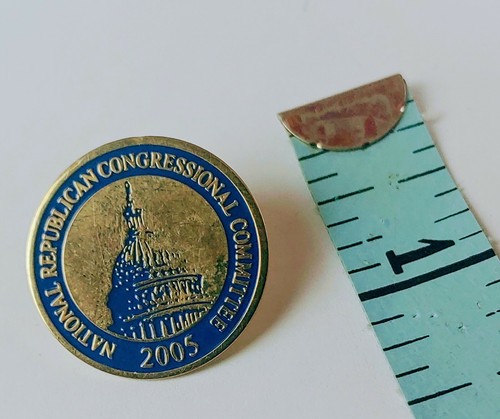 NATIONAL REPUBLICAN CONGRESSIONAL COMMITTEE
2005
1